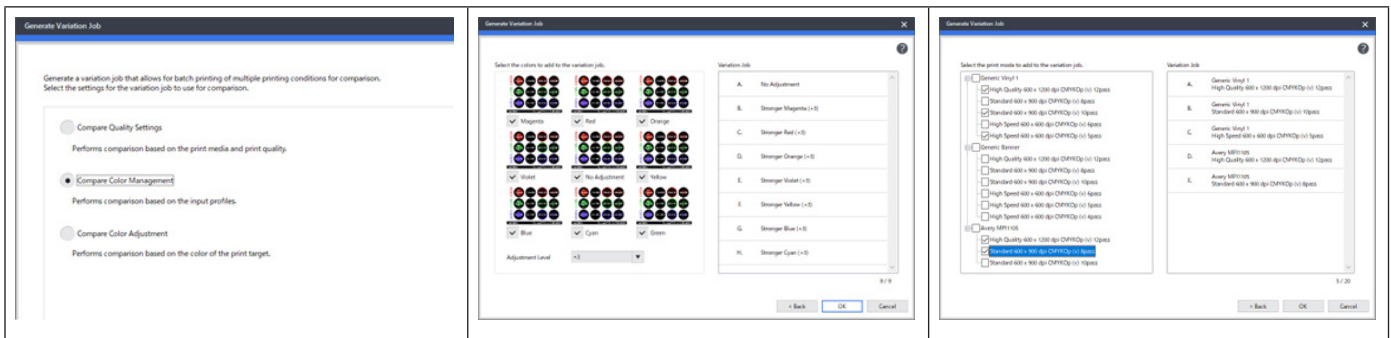 Generate Variation Job
Generate a variation job that allows for batch printing of multiple printing conditions for comparison.
Select the settings for the variation job to use for comparison.
Compare Quality Settings
Performs comparison based on the print media and print quality.
Compare Color Management
Performs comparison based on the input profiles.
Compare Color Adjustment
Performs comparison based on the color of the print target.
Generate Variation Job
Select the colors to add to the variation job.
Magenta Red Orange
Violet No Adjustment Yellow
Blue Cyan Green
Adjustment Level +3
Variation Job
A. No Adjustment
B. Stronger Magenta (+3)
C. Stronger Red (+3)
D. Stronger Orange (+3)
E. Stronger Violet (+3)
F. Stronger Yellow (+3)
G. Stronger Blue (+3)
H. Stronger Cyan (+3)
9 / 9
< Back OK Cancel
Generate Variation Job
Select the print mode to add to the variation job.
Generic Vinyl 1
High Quality 600 x 1200 dpi CMYKOp (v) 12pass
Standard 600 x 900 dpi CMYKOp (v) 8pass
Standard 600 x 900 dpi CMYKOp (v) 10pass
High Speed 600 x 600 dpi CMYKOp (v) 6pass
High Speed 600 x 600 dpi CMYKOp (v) 5pass
Generic Banner
High Quality 600 x 1200 dpi CMYKOp (v) 12pass
Standard 600 x 900 dpi CMYKOp (v) 8pass
Standard 600 x 900 dpi CMYKOp (v) 10pass
High Speed 600 x 600 dpi CMYKOp (v) 6pass
High Speed 600 x 600 dpi CMYKOp (v) 5pass
High Speed 600 x 600 dpi CMYKOp (v) 4pass
Avery MPI1105
High Quality 600 x 1200 dpi CMYKOp (v) 12pass
Standard 600 x 900 dpi CMYKOp (v) 8pass
Standard 600 x 900 dpi CMYKOp (v) 10pass
Variation Job
A. Generic Vinyl 1
High Quality 600 x 1200 dpi CMYKOp (v) 12pass
B. Generic Vinyl 1
Standard 600 x 900 dpi CMYKOp (v) 10pass
C. Generic Vinyl 1
High Speed 600 x 600 dpi CMYKOp (v) 5pass
D. Avery MPI1105
High Quality 600 x 1200 dpi CMYKOp (v) 12pass
E. Avery MPI1105
Standard 600 x 900 dpi CMYKOp (v) 8pass
5 / 20
< Back OK Cancel